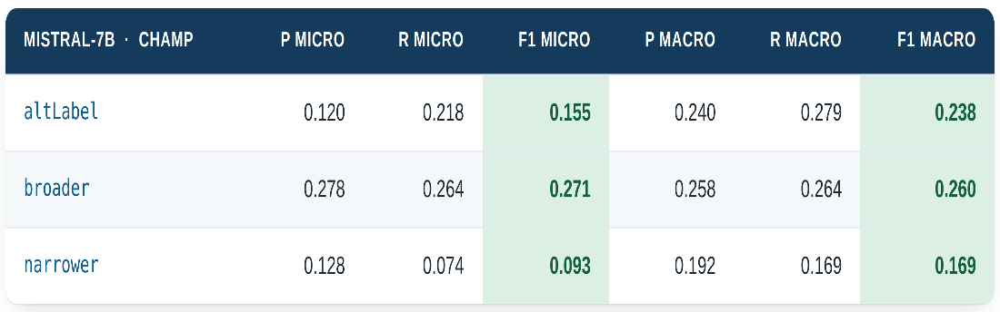 MISTRAL-7B · CHAMP P MICRO R MICRO F1 MICRO P MACRO R MACRO F1 MACRO
altLabel 0.120 0.218 0.155 0.240 0.279 0.238
broader 0.278 0.264 0.271 0.258 0.264 0.260
narrower 0.128 0.074 0.093 0.192 0.169 0.169